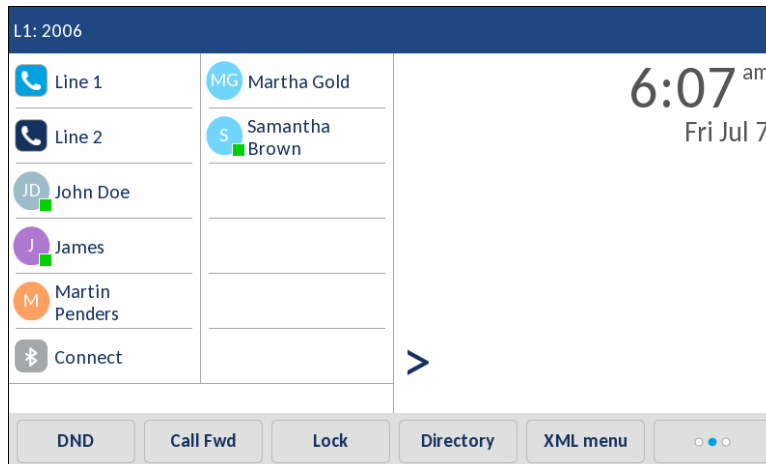 L1: 2006
Line 1
Line 2
JD John Doe
J James
M Martin
Penders
Connect
MG Martha Gold
S Samantha
Brown
6:07 am
Fri Jul 7
>
DND Call Fwd Lock Directory XML menu